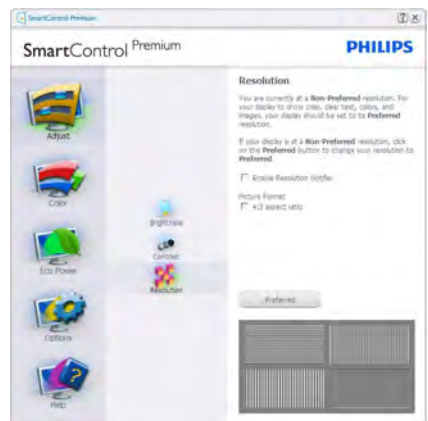 SmartControl Premium
SmartControl Premium
PHILIPS
Adjust
Color
Eco Power
Options
Help
Brightness
Contrast
Resolution
Resolution
You are currently at a Non-Preferred resolution. For
your display to show crisp, clear text, colors, and
images, your display should be set to its Preferred
resolution.
If your display is at a Non-Preferred resolution, click
on the Preferred button to change your resolution to
Preferred.
Enable Resolution Notifier
Picture Format
4:3 aspect ratio
Preferred